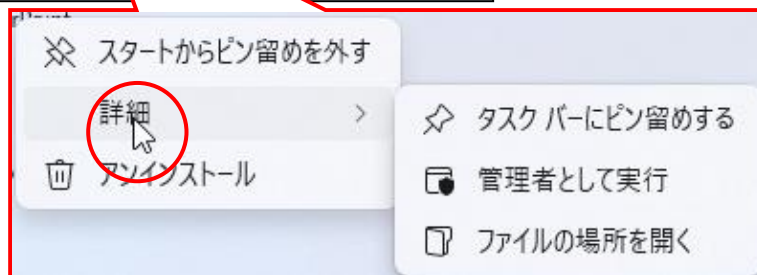 スタートからピン留めを外す
詳細
アンインストール
タスク バーにピン留めする
管理者として実行
ファイルの場所を開く